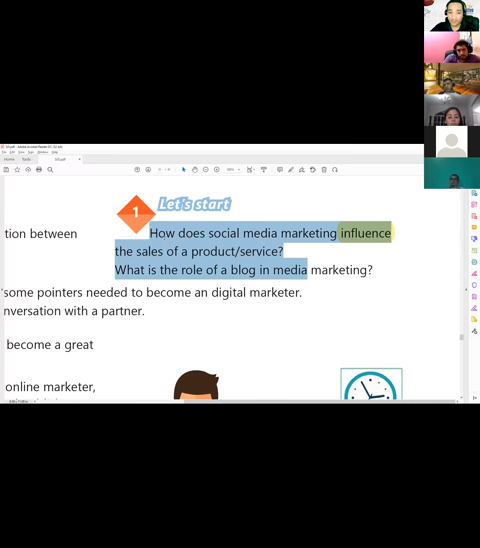 Home Tools
1
Let's start
How does social media marketing influence
tion between
the sales of a product/service?
What is the role of a blog in media marketing?
some pointers needed to become an digital marketer.
nversation with a partner.
become a great
online marketer,